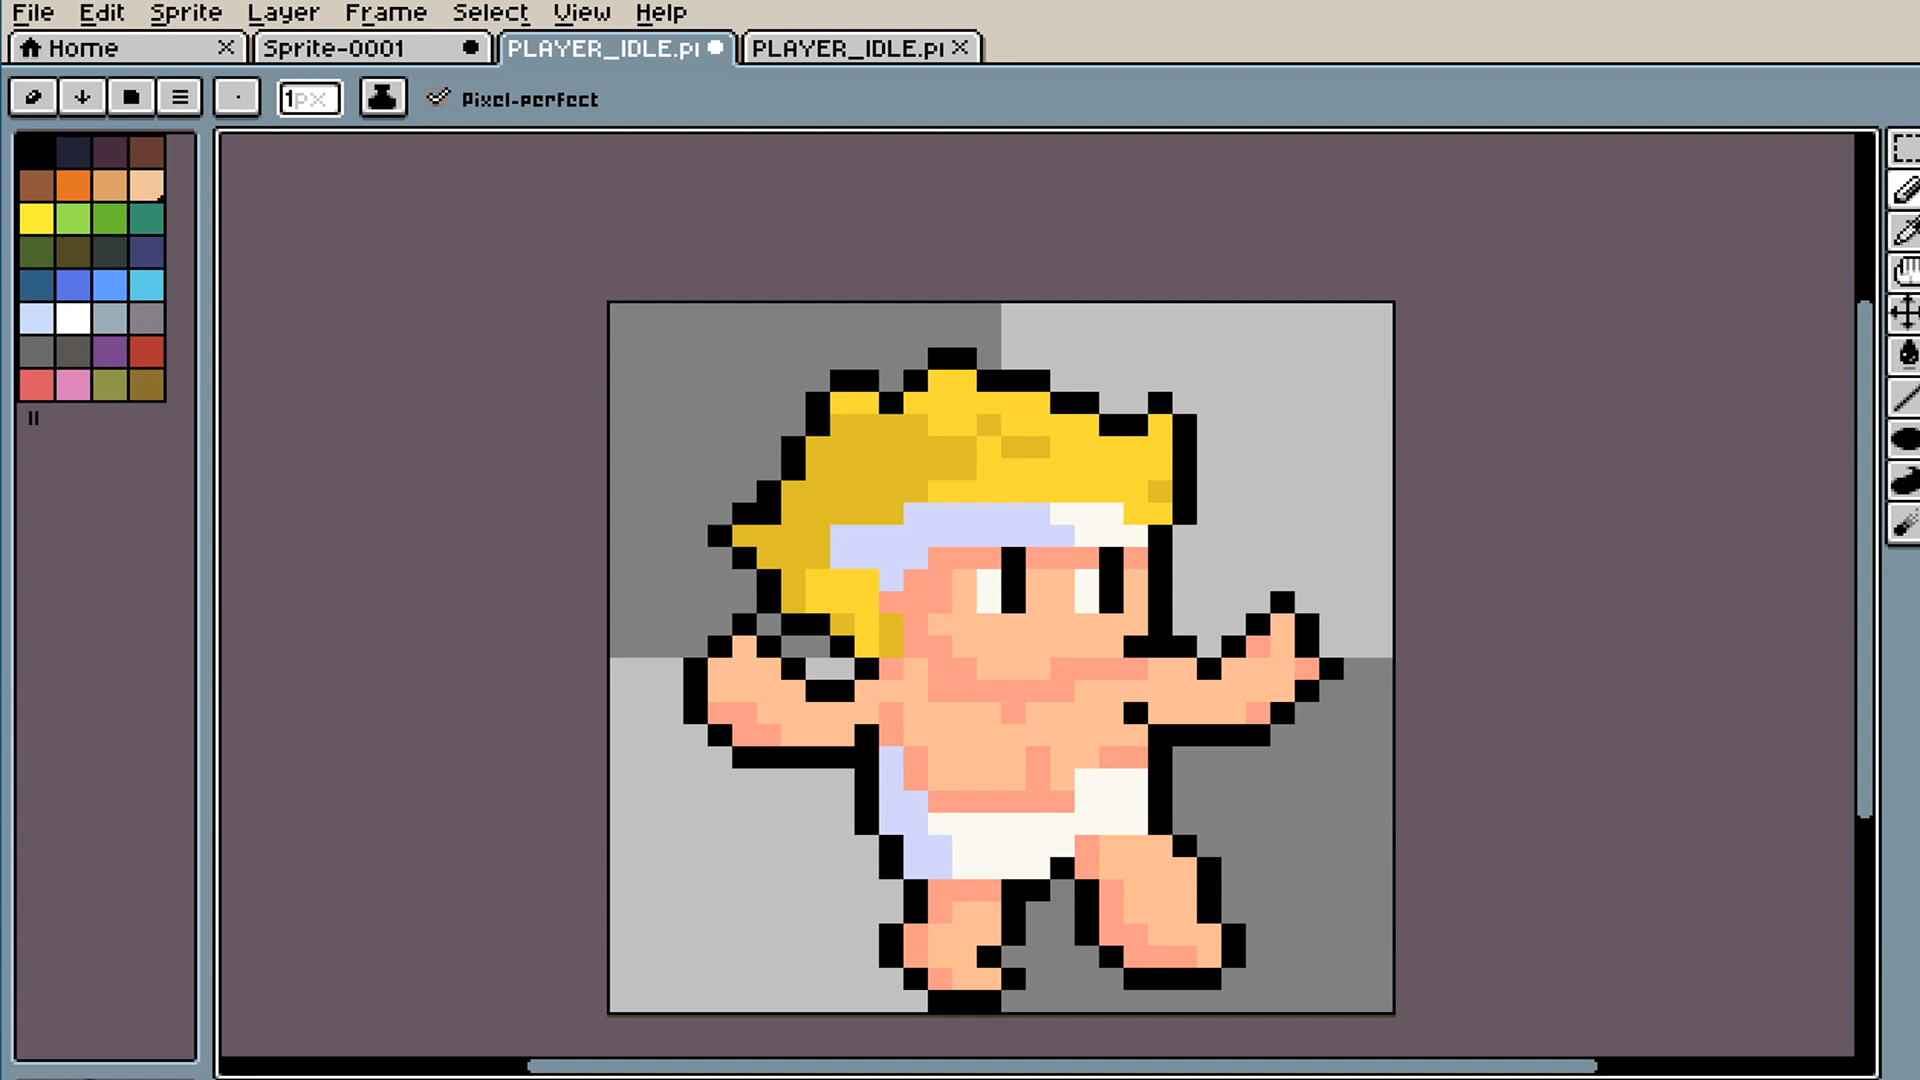 File Edit Sprite Layer Frame Select View Help
Home Sprite-0001 PLAYER_IDLE.pi PLAYER_IDLE.pi
1px Pixel-perfect